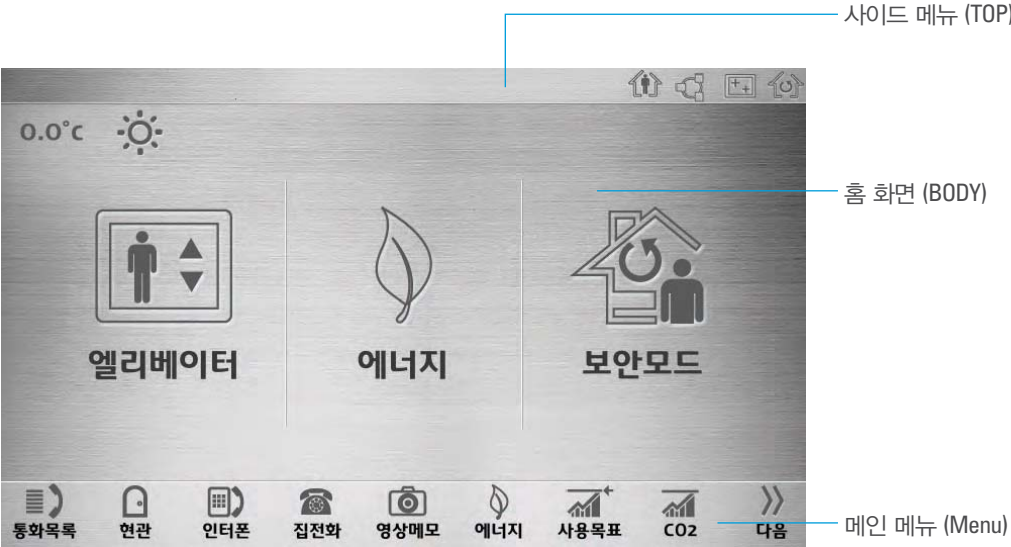 사이드 메뉴 (TOP)
0.0°c
홈 화면 (BODY)
엘리베이터 에너지 보안모드
통화목록 현관 인터폰 집전화 영상메모 에너지 사용목표 CO2 다음
메인 메뉴 (Menu)